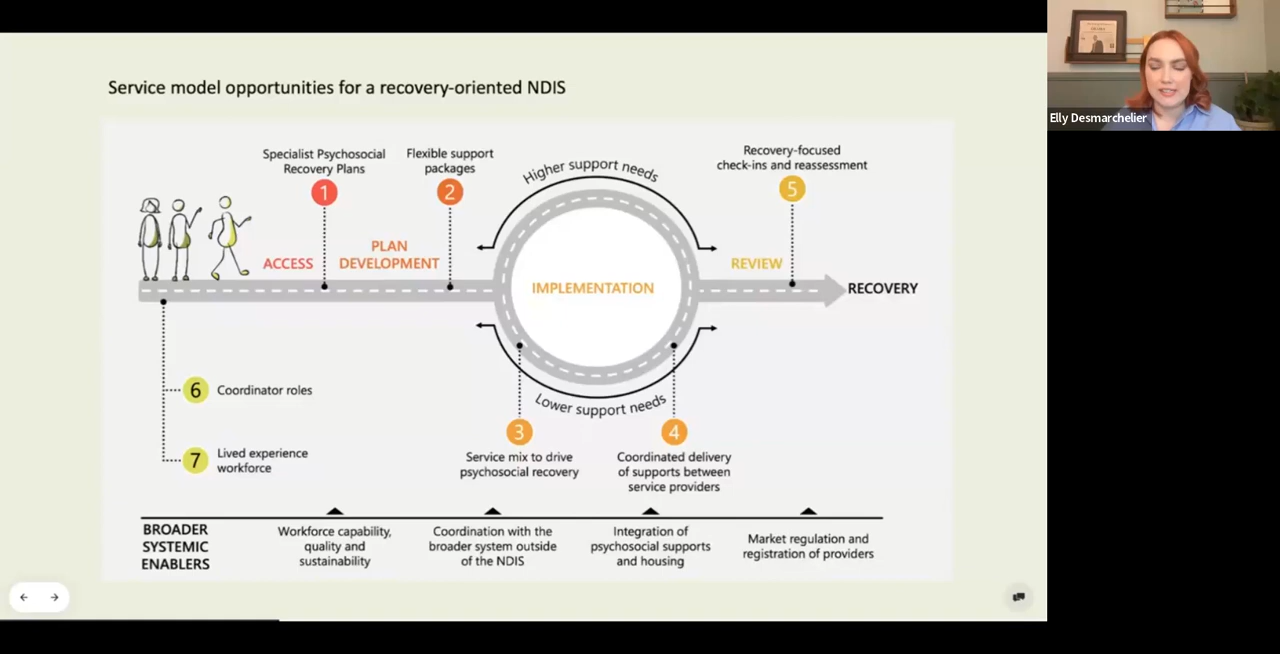 Service model opportunities for a recovery-oriented NDIS
Elly Desmarchelier
Specialist Psychosocial
Recovery Plans
1
Flexible support
packages
2
Higher support needs
Recovery-focused
check-ins and reassessment
5
ACCESS
PLAN
DEVELOPMENT
IMPLEMENTATION
REVIEW
RECOVERY
6
Coordinator roles
7
Lived experience
workforce
Lower support needs
3
Service mix to drive
psychosocial recovery
4
Coordinated delivery
of supports between
service providers
BROADER
SYSTEMIC
ENABLERS
Workforce capability,
quality and
sustainability
Coordination with the
broader system outside
of the NDIS
Integration of
psychosocial supports
and housing
Market regulation and
registration of providers